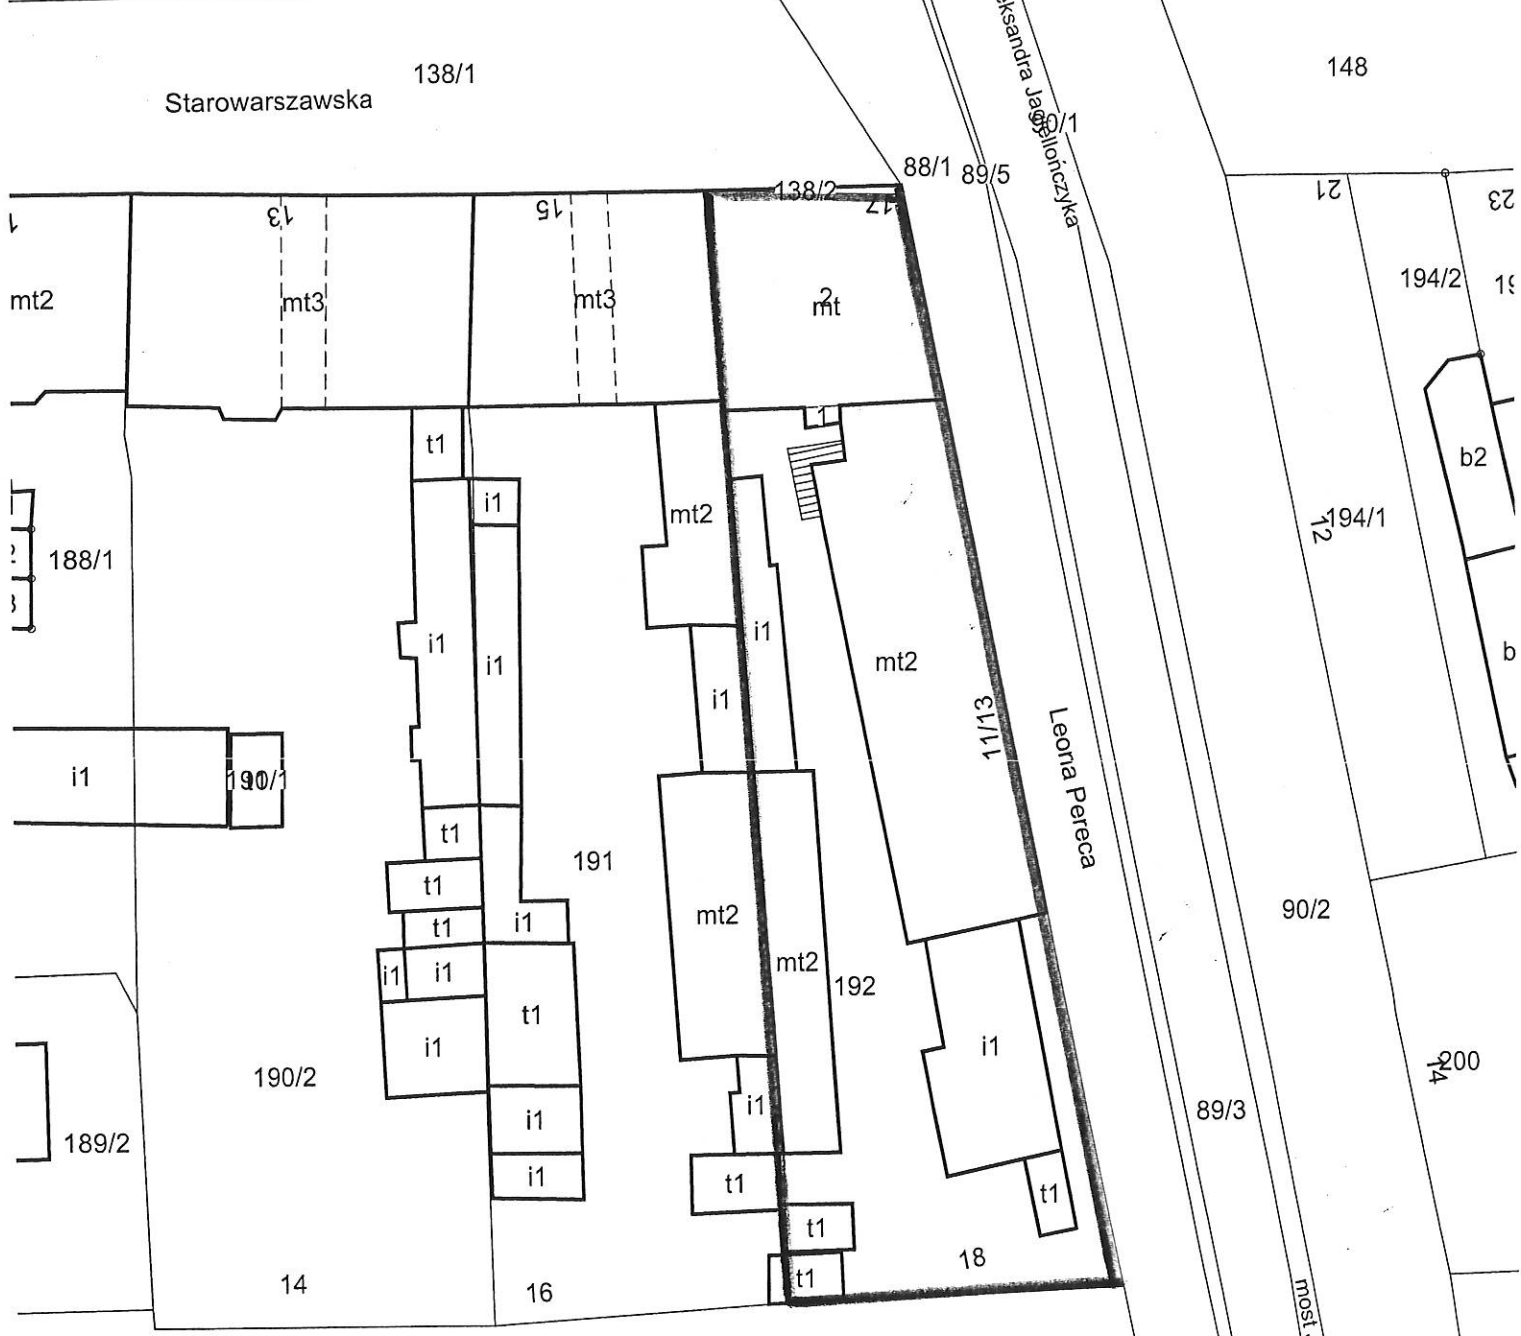 138/1
Starowarszawska
148
Jagiellończyka
90/1
88/1
89/5
138/2
13
15
17
21
23
mt2
mt3
mt3
mt
2
194/2
1
t1
i1
mt2
b2
188/1
12
194/1
i1
i1
i1
mt2
i1
11/13
Leona Pereca
i1
190/1
t1
191
t1
t1
i1
mt2
90/2
i1
i1
mt2
192
t1
i1
i1
190/2
14
200
i1
i1
89/3
189/2
i1
t1
t1
t1
t1
18
14
16
most